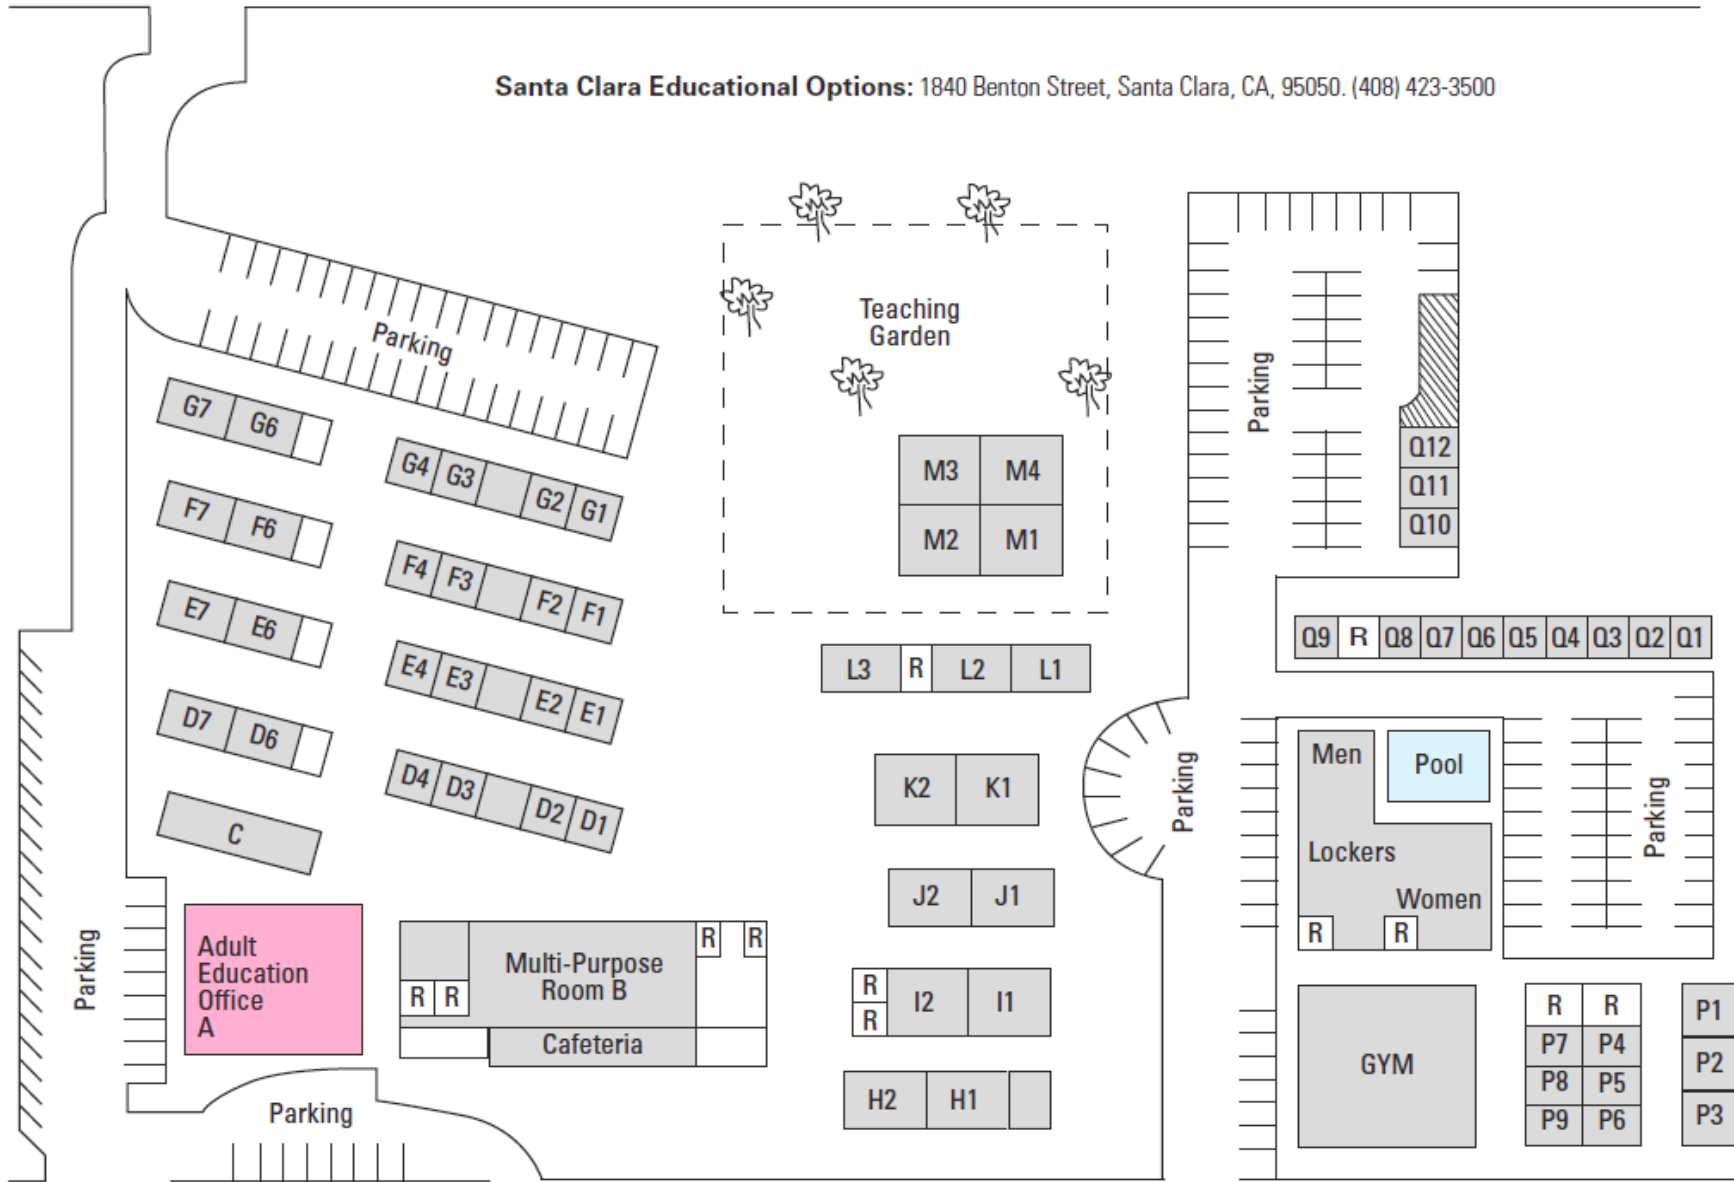 Santa Clara Educational Options: 1840 Benton Street, Santa Clara, CA, 95050. (408) 423-3500
Teaching
Garden
Parking
Parking
G7 G6
G4 G3 G2 G1
M3 M4
M2 M1
Q12
Q11
Q10
F7 F6
F4 F3 F2 F1
E7 E6
E4 E3 E2 E1
L3 R L2 L1
Q9 R Q8 Q7 Q6 Q5 Q4 Q3 Q2 Q1
D7 D6
D4 D3 D2 D1
K2 K1
Parking
Men
Pool
Lockers
Women
R R
Parking
C
J2 J1
Parking
Adult
Education
Office
A
Multi-Purpose
Room B
R R
R R
Cafeteria
R
R
I2 I1
GYM
R R
P7 P4
P8 P5
P9 P6
P1
P2
P3
H2 H1
Parking